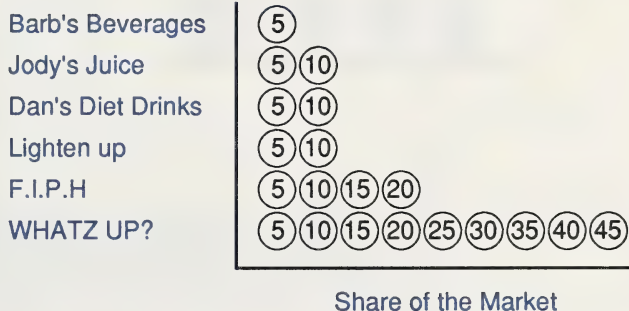 Barb's Beverages 5
Jody's Juice 5 10
Dan's Diet Drinks 5 10
Lighten up 5 10
F.I.P.H 5 10 15 20
WHATZ UP? 5 10 15 20 25 30 35 40 45
Share of the Market